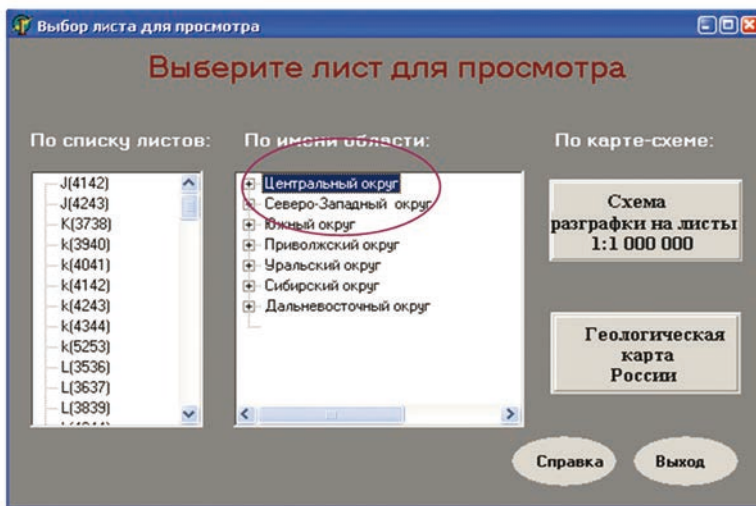 Выбор листа для просмотра
Выберите лист для просмотра
По списку листов:
J(4142)
J(4243)
K(3738)
k(3940)
k(4041)
k(4142)
k(4243)
k(4344)
k(5253)
L(3536)
L(3637)
L(3839)
По имени области:
Центральный округ
Северо-Западный округ
Южный округ
Приволжский округ
Уральский округ
Сибирский округ
Дальневосточный округ
По карте-схеме:
Схема
разграфки на листы
1:1 000 000
Геологическая
карта
России
Справка
Выход